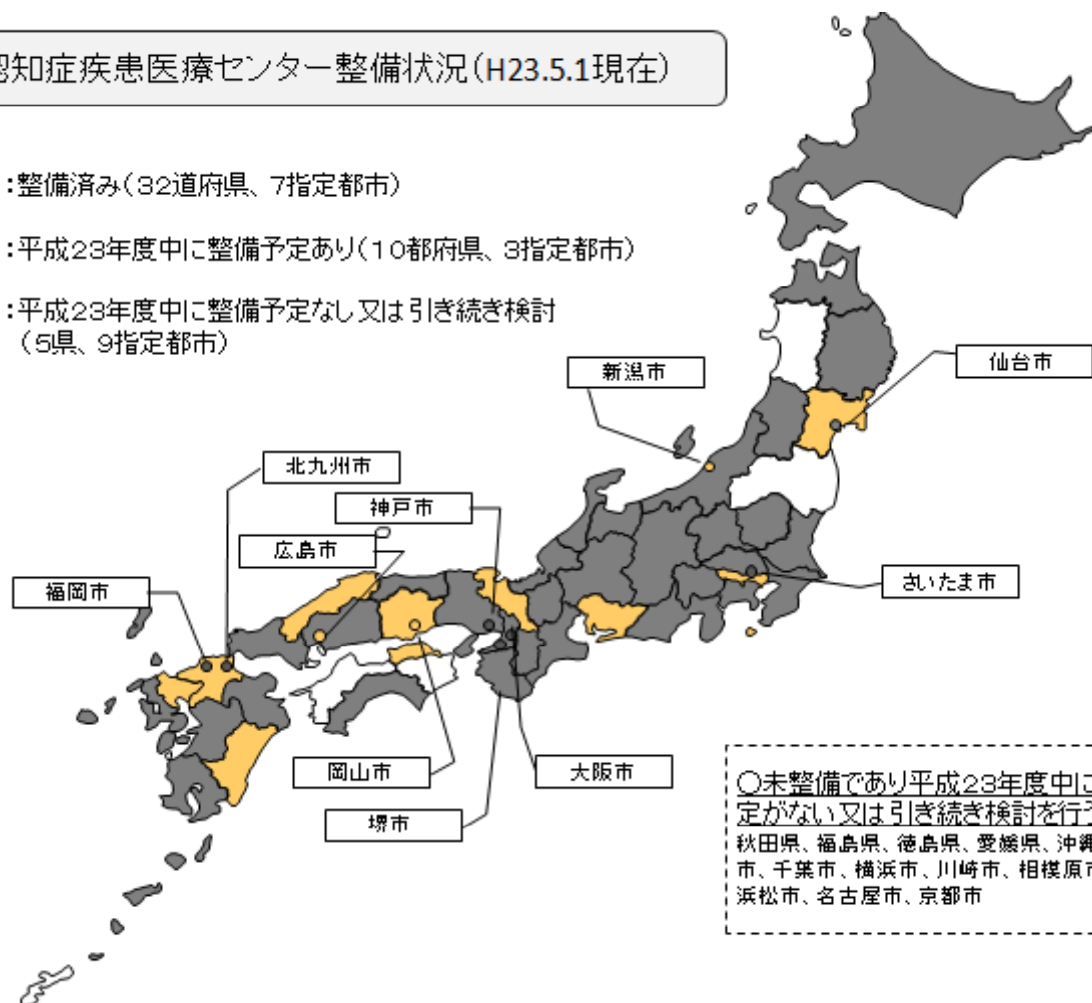 認知症疾患医療センター整備状況(H23.5.1現在)
:整備済み(32道府県、7指定都市)
:平成23年度中に整備予定あり(10都府県、3指定都市)
:平成23年度中に整備予定なし又は引き続き検討
(5県、9指定都市)
新潟市
仙台市
北九州市
神戸市
広島市
福岡市
さいたま市
岡山市
大阪市
堺市
○未整備であり平成23年度中に
定がない又は引き続き検討を行う
秋田県、福島県、徳島県、愛媛県、沖縄
市、千葉市、横浜市、川崎市、相模原市
浜松市、名古屋市、京都市